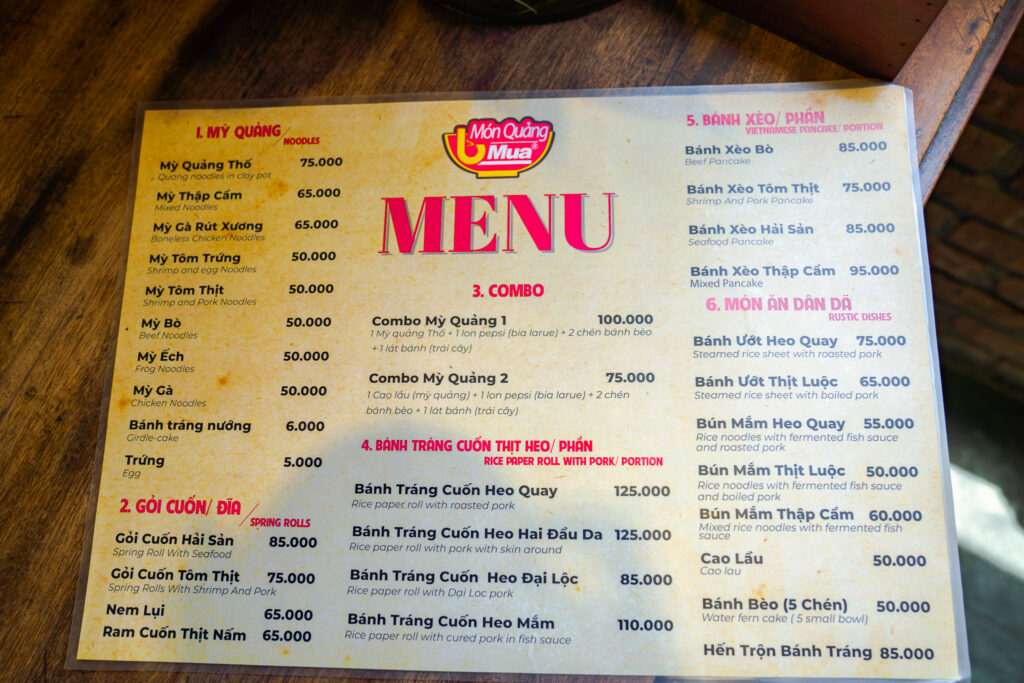 1. MỲ QUẢNG/ NOODLES
Mỳ Quảng Thố 75.000
Quang noodles in clay pot
Mỳ Thập Cẩm 65.000
Mixed Noodles
Mỳ Gà Rút Xương 65.000
Boneless Chicken Noodles
Mỳ Tôm Trứng 50.000
Shrimp and egg Noodles
Mỳ Tôm Thịt 50.000
Shrimp and Pork Noodles
Mỳ Bò 50.000
Beef Noodles
Mỳ Ếch 50.000
Frog Noodles
Mỳ Gà 50.000
Chicken Noodles
Bánh tráng nướng 6.000
Girdle-cake
Trứng 5.000
Egg
2. GỎI CUỐN/ ĐĨA / SPRING ROLLS
Gỏi Cuốn Hải Sản 85.000
Spring Roll With Seafood
Gỏi Cuốn Tôm Thịt 75.000
Spring Rolls With Shrimp And Pork
Nem Lụi 65.000
Ram Cuốn Thịt Nấm 65.000
Món Quảng
Mua®
MENU
3. COMBO
Combo Mỳ Quảng 1 100.000
1 Mỳ quảng Thố + 1 lon pepsi (bia larue) + 2 chén bánh bèo
+ 1 lát bánh (trái cây)
Combo Mỳ Quảng 2 75.000
1 Cao lầu (mỳ quảng) + 1 lon pepsi (bia larue) + 2 chén
bánh bèo + 1 lát bánh (trái cây)
4. BÁNH TRÁNG CUỐN THỊT HEO/ PHẦN
RICE PAPER ROLL WITH PORK/ PORTION
Bánh Tráng Cuốn Heo Quay 125.000
Rice paper roll with roasted pork
Bánh Tráng Cuốn Heo Hai Đầu Da 125.000
Rice paper roll with pork with skin around
Bánh Tráng Cuốn Heo Đại Lộc 85.000
Rice paper roll with Dại Loc pork
Bánh Tráng Cuốn Heo Mắm 110.000
Rice paper roll with cured pork in fish sauce
5. BÁNH XÈO/ PHẦN
VIETNAMESE PANCAKE/ PORTION
Bánh Xèo Bò 85.000
Beef Pancake
Bánh Xèo Tôm Thịt 75.000
Shrimp And Pork Pancake
Bánh Xèo Hải Sản 85.000
Seafood Pancake
Bánh Xèo Thập Cẩm 95.000
Mixed Pancake
6. MÓN ĂN DÂN DÃ
RUSTIC DISHES
Bánh Ướt Heo Quay 75.000
Steamed rice sheet with roasted pork
Bánh Ướt Thịt Luộc 65.000
Steamed rice sheet with boiled pork
Bún Mắm Heo Quay 55.000
Rice noodles with fermented fish sauce
and roasted pork
Bún Mắm Thịt Luộc 50.000
Rice noodles with fermented fish sauce
and boiled pork
Bún Mắm Thập Cẩm 60.000
Mixed rice noodles with fermented fish
sauce
Cao Lầu 50.000
Cao lau
Bánh Bèo (5 Chén) 50.000
Water fern cake ( 5 small bowl)
Hến Trộn Bánh Tráng 85.000